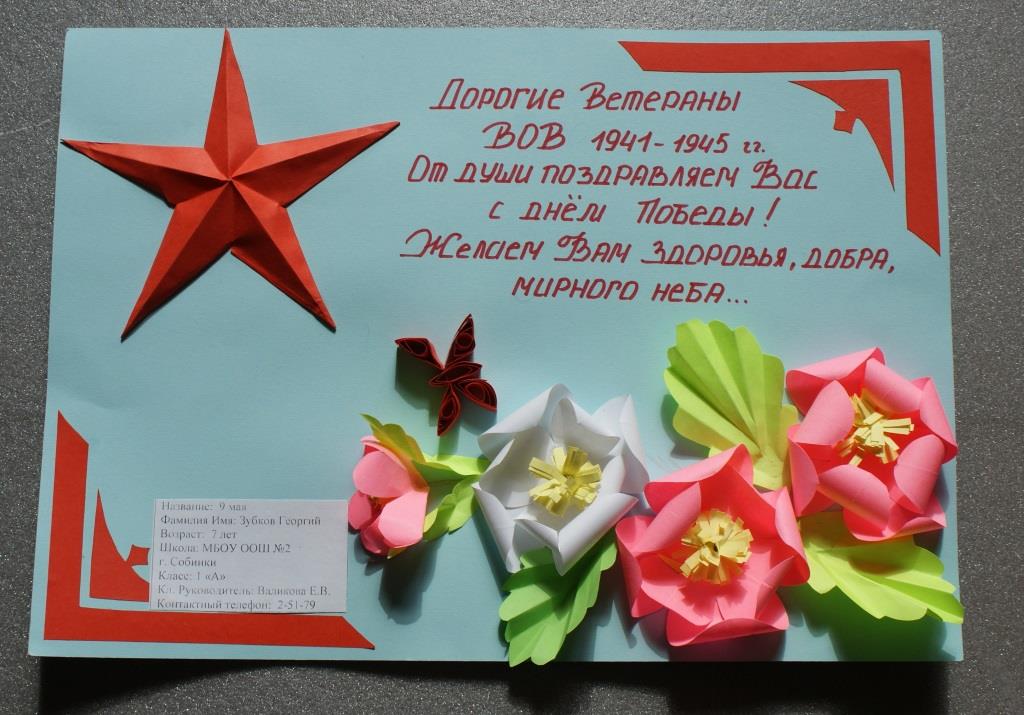 Дорогие Ветераны
ВОВ 1941-1945 гг.
От души поздравляем Вас
с днём Победы!
Желаем Вам здоровья, добра,
мирного неба...
Название: 9 мая
Фамилия Имя: Зубков Георгий
Возраст: 7 лет
Школа: МБОУ ООШ №2
г. Собинки
Класс: 1 «А»
Кл. Руководитель: Валикова Е.В.
Контактный телефон: 2-51-79